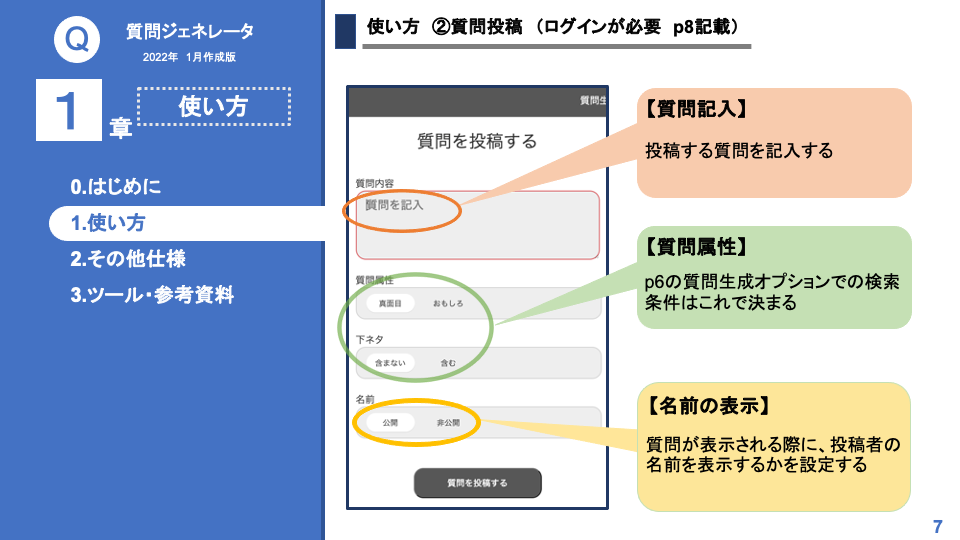 Q
質問ジェネレータ
2022年 1月作成版
1
章
使い方
0.はじめに
1.使い方
2.その他仕様
3.ツール・参考資料
使い方 ②質問投稿 （ログインが必要 p8記載）
質問生
質問を投稿する
質問内容
質問を記入
質問属性
真面目 おもしろ
下ネタ
含まない 含む
名前
公開 非公開
質問を投稿する
【質問記入】
投稿する質問を記入する
【質問属性】
p6の質問生成オプションでの検索
条件はこれで決まる
【名前の表示】
質問が表示される際に、投稿者の
名前を表示するかを設定する
7